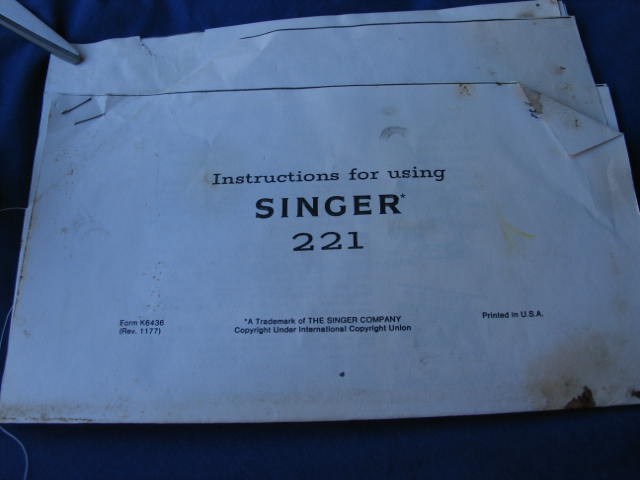 Instructions for using
SINGER*
221
Form K6436
(Rev. 1177)
*A Trademark of THE SINGER COMPANY
Copyright Under International Copyright Union
Printed in U.S.A.